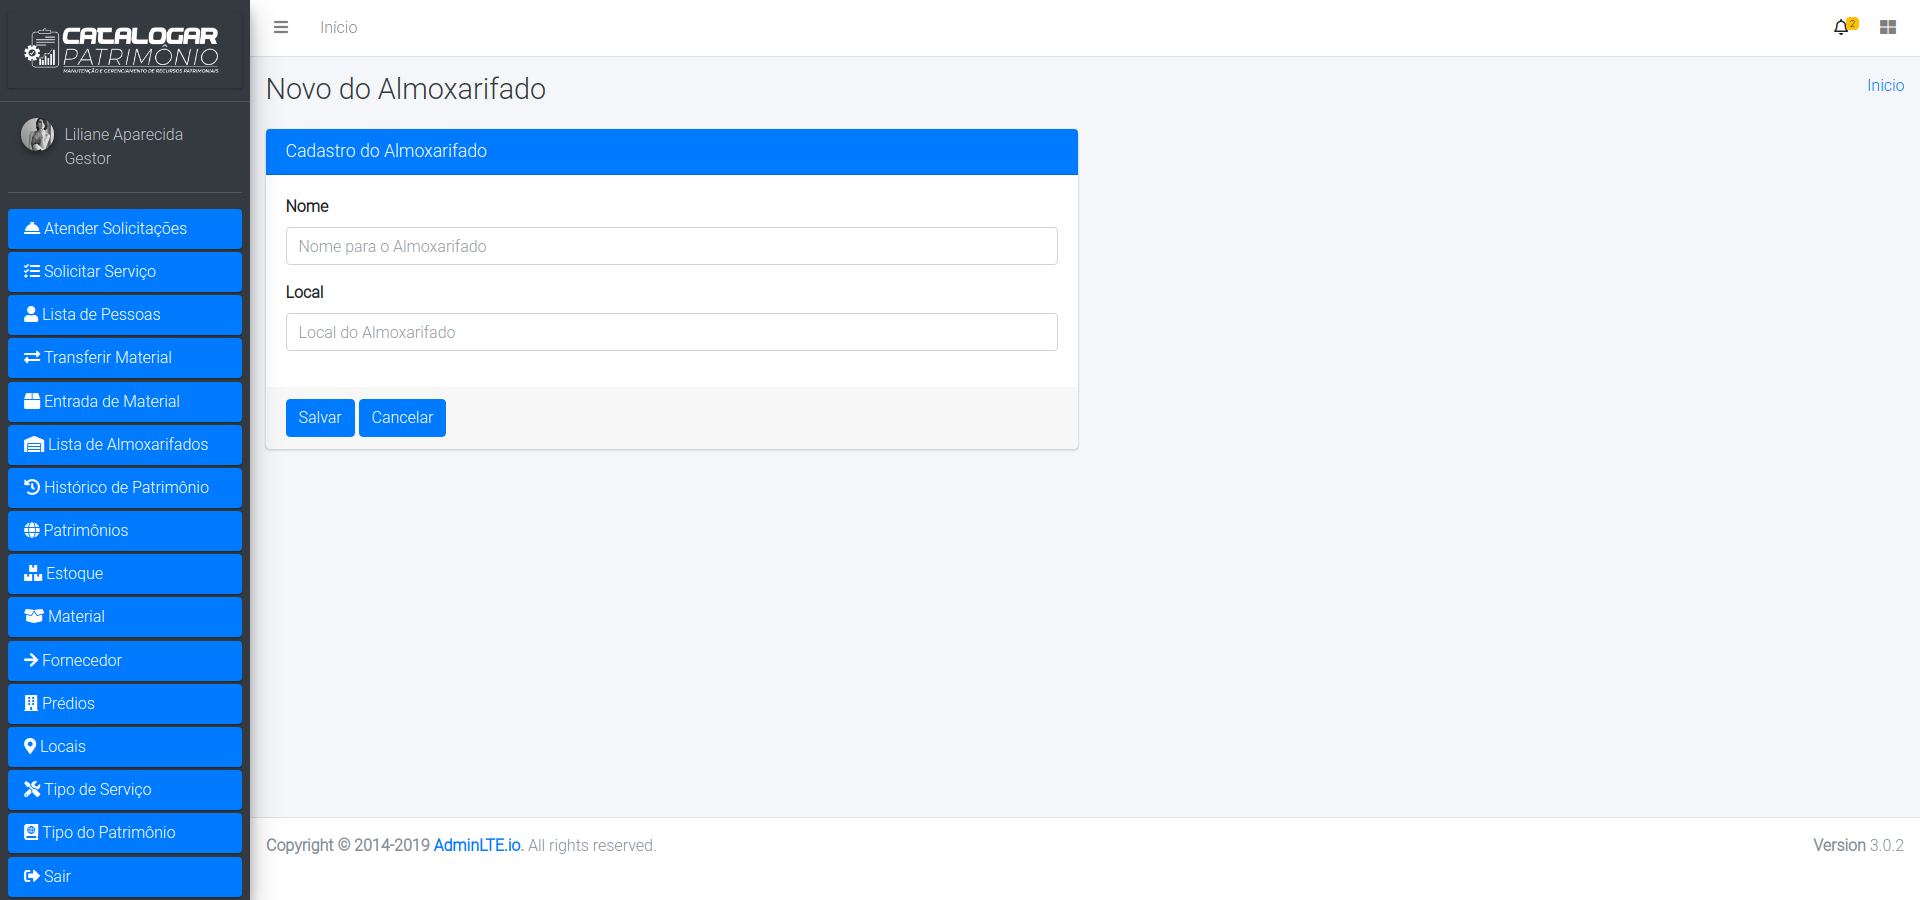 CATALOGAR
PATRIMÔNIO
MANUTENÇÃO E GERENCIAMENTO DE RECURSOS PATRIMONIAIS
Liliane Aparecida
Gestor
Atender Solicitações
Solicitar Serviço
Lista de Pessoas
Transferir Material
Entrada de Material
Lista de Almoxarifados
Histórico de Patrimônio
Patrimônios
Estoque
Material
Fornecedor
Prédios
Locais
Tipo de Serviço
Tipo do Patrimônio
Sair
Início
2
Novo do Almoxarifado
Inicio
Cadastro do Almoxarifado
Nome
Nome para o Almoxarifado
Local
Local do Almoxarifado
Salvar Cancelar
Copyright © 2014-2019 AdminLTE.io. All rights reserved.
Version 3.0.2